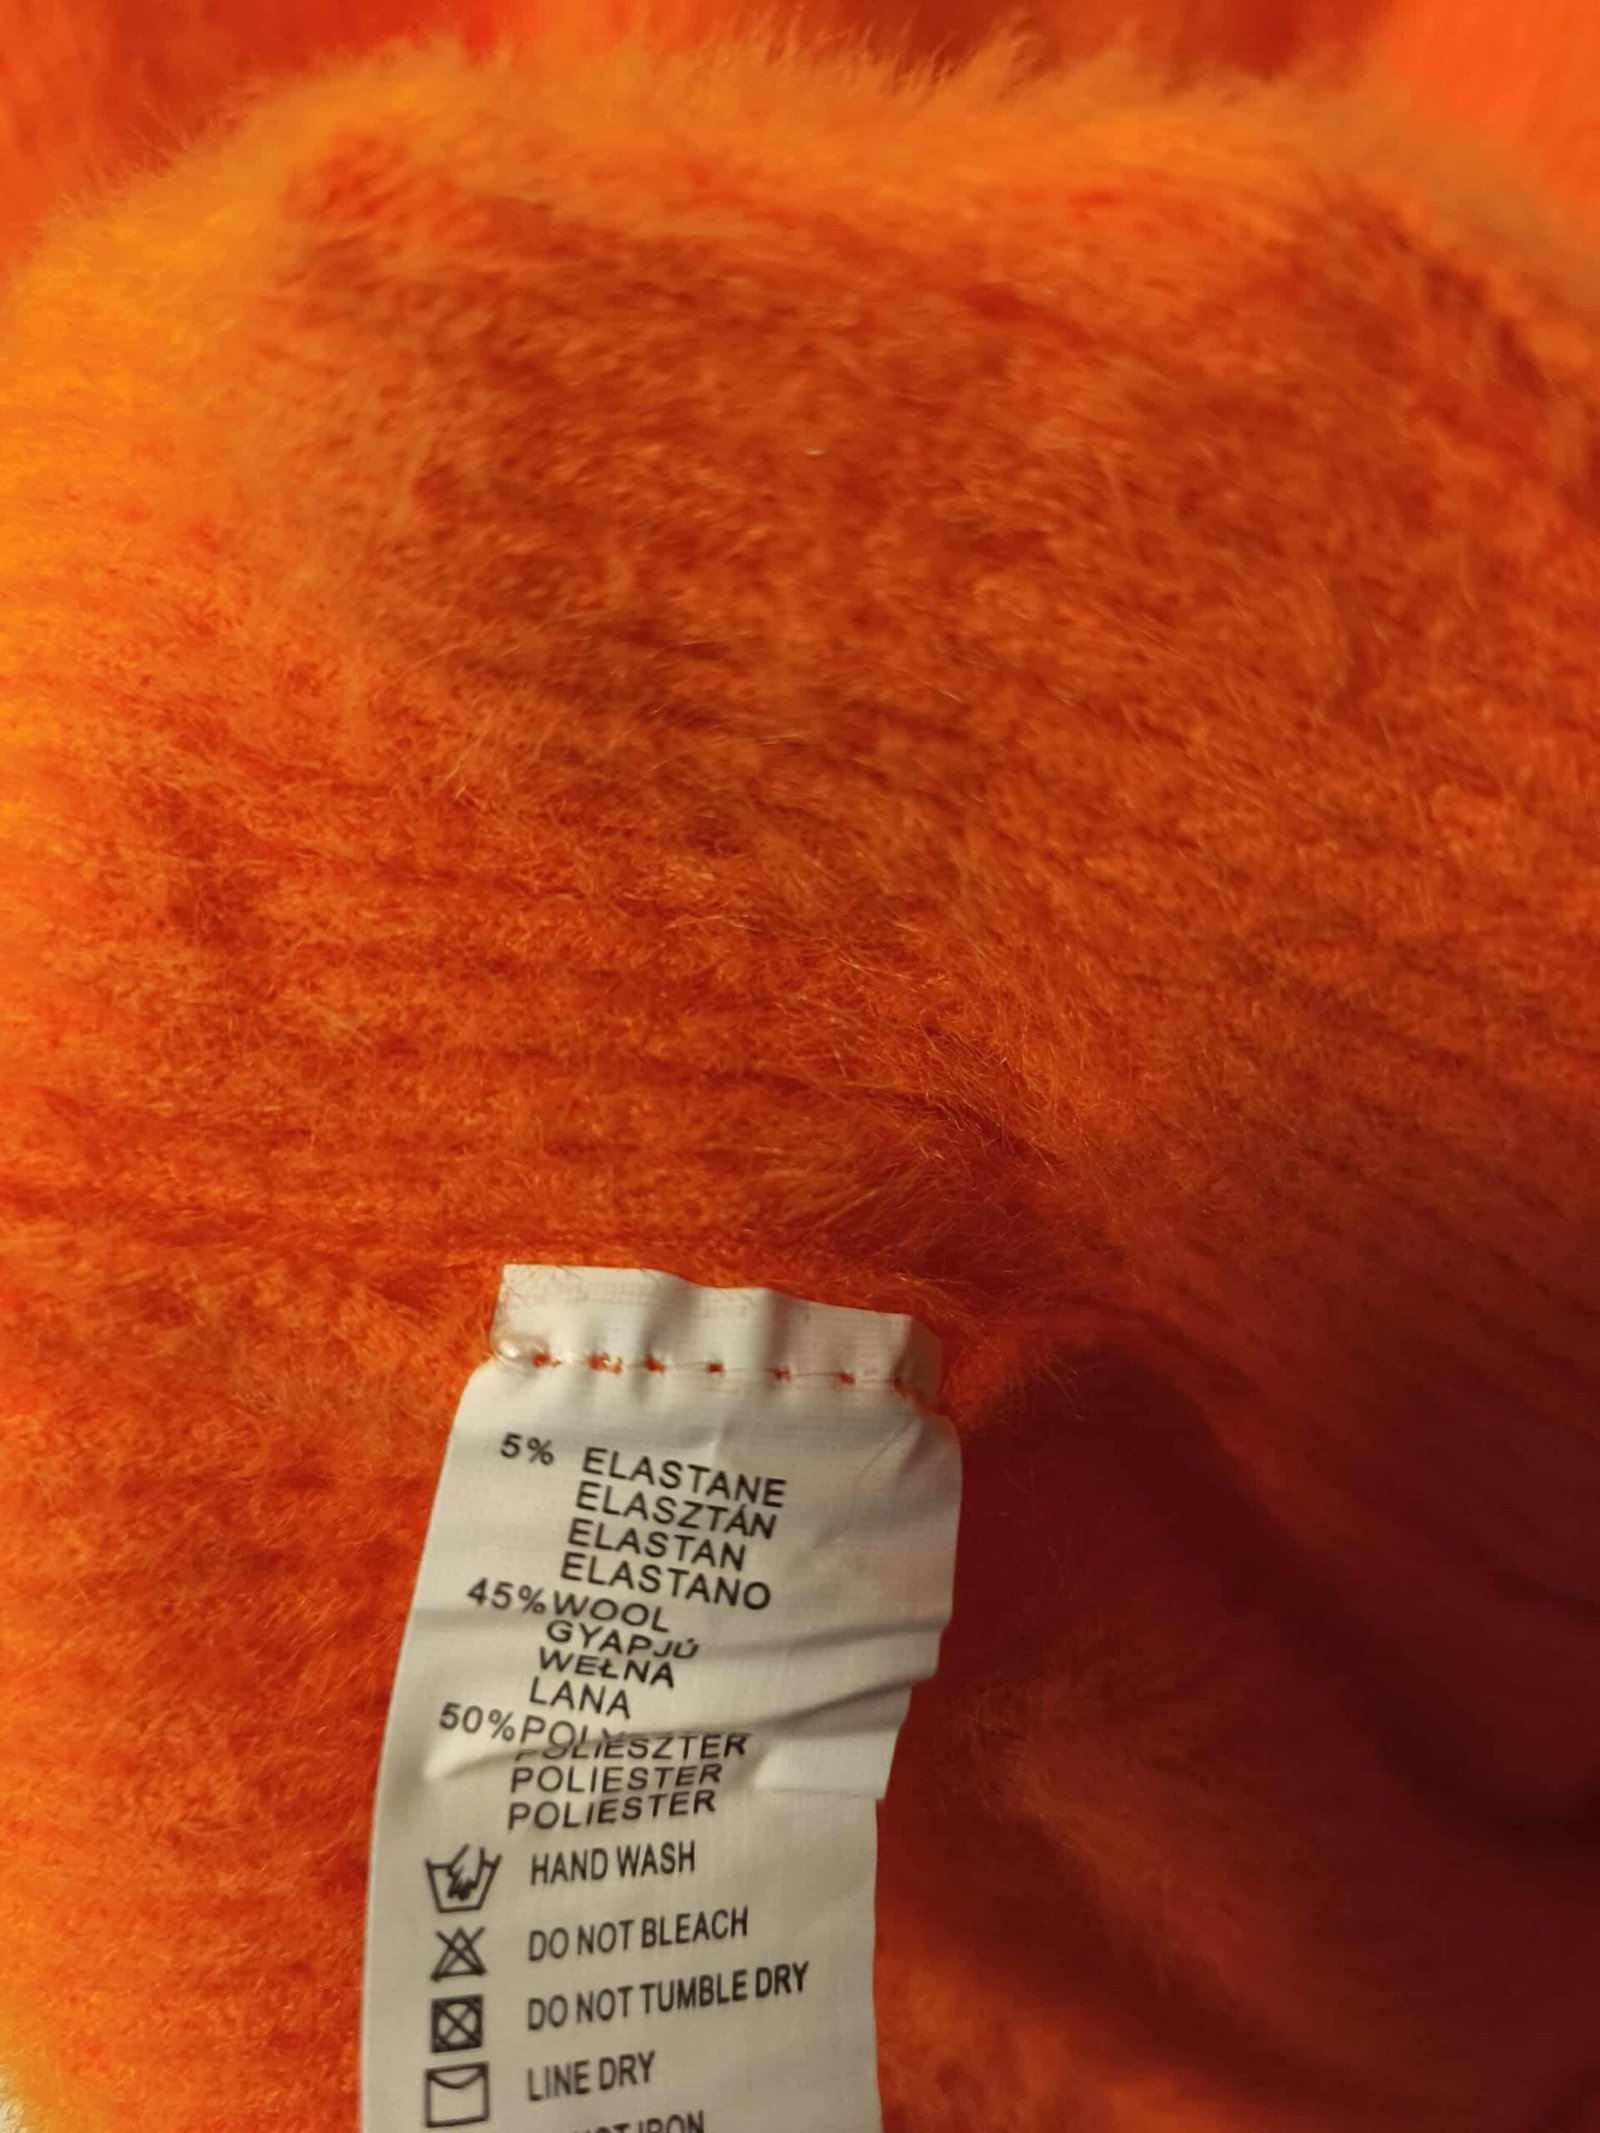 5% ELASTANE
ELASZTÁN
ELASTAN
ELASTANO
45% WOOL
GYAPJÚ
WEŁNA
LANA
50%
POLIESZTER
POLIESTER
POLIESTER
HAND WASH
DO NOT BLEACH
DO NOT TUMBLE DRY
LINE DRY
IRON